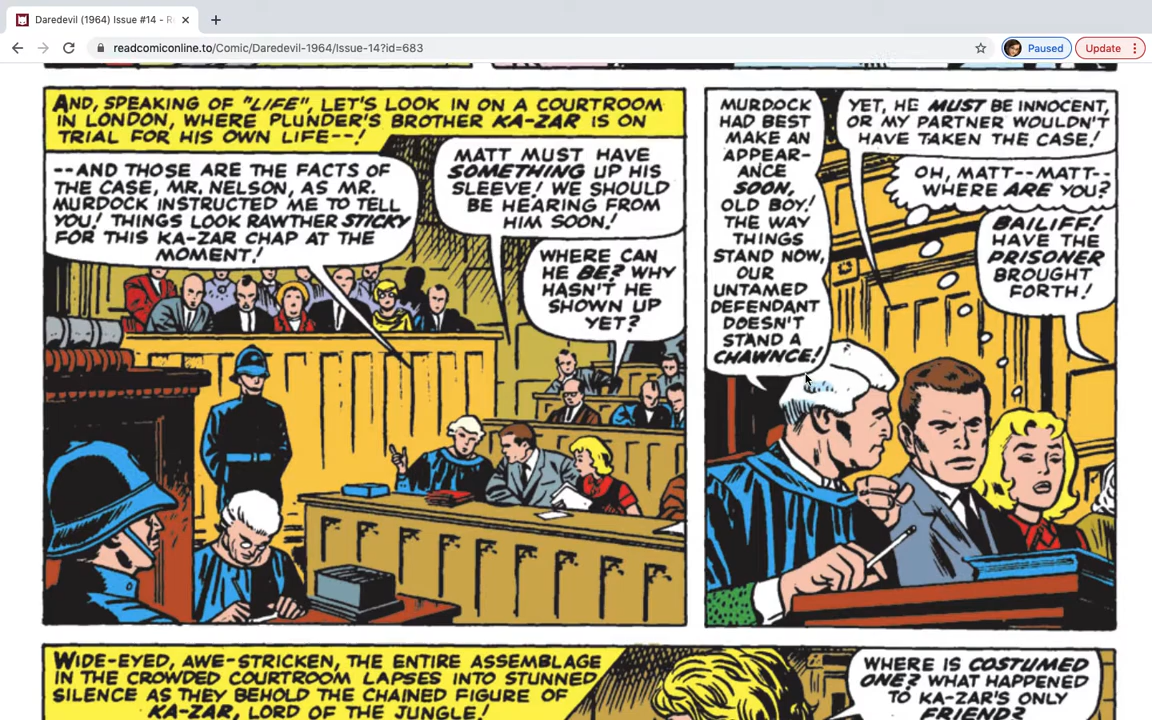 Daredevil (1964) Issue #14 - R
readcomiconline.to/Comic/Daredevil-1964/Issue-14?id=683
Paused
Update
AND, SPEAKING OF "LIFE", LET'S LOOK IN ON A COURTROOM
IN LONDON, WHERE PLUNDER'S BROTHER KA-ZAR IS ON
TRIAL FOR HIS OWN LIFE--!
--AND THOSE ARE THE FACTS OF
THE CASE, MR. NELSON, AS MR.
MURDOCK INSTRUCTED ME TO TELL
YOU! THINGS LOOK RAWTHER STICKY
FOR THIS KA-ZAR CHAP AT THE
MOMENT!
MATT MUST HAVE
SOMETHING UP HIS
SLEEVE! WE SHOULD
BE HEARING FROM
HIM SOON!
WHERE CAN
HE BE? WHY
HASN'T HE
SHOWN UP
YET?
MURDOCK
HAD BEST
MAKE AN
APPEAR-
ANCE
SOON,
OLD BOY!
THE WAY
THINGS
STAND NOW,
OUR
UNTAMED
DEFENDANT
DOESN'T
STAND A
CHAWNCE!
YET, HE MUST BE INNOCENT,
OR MY PARTNER WOULDN'T
HAVE TAKEN THE CASE!
OH, MATT--MATT--
WHERE ARE YOU?
BAILIFF!
HAVE THE
PRISONER
BROUGHT
FORTH!
WIDE-EYED, AWE-STRICKEN, THE ENTIRE ASSEMBLAGE
IN THE CROWDED COURTROOM LAPSES INTO STUNNED
SILENCE AS THEY BEHOLD THE CHAINED FIGURE OF
KA-ZAR, LORD OF THE JUNGLE!
WHERE IS COSTUMED
ONE? WHAT HAPPENED
TO KA-ZAR'S ONLY
FRIEND?